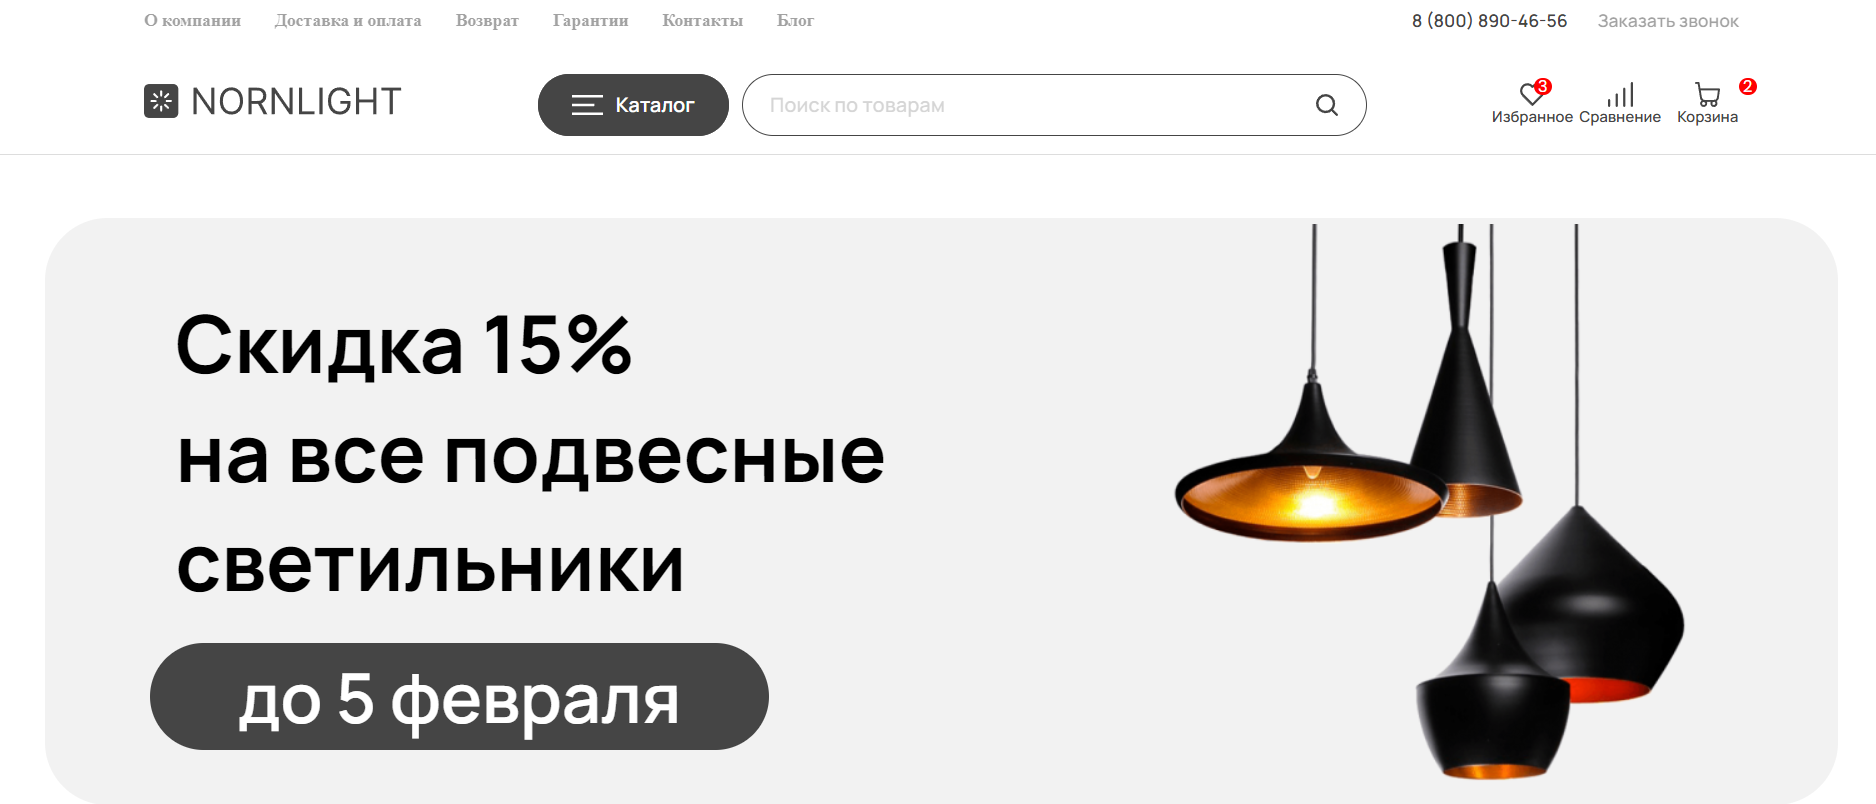 О компании Доставка и оплата Возврат Гарантии Контакты Блог 8 (800) 890-46-56 Заказать звонок
NORNLIGHT Каталог Поиск по товарам
3 2
Избранное Сравнение Корзина
Скидка 15%
на все подвесные
светильники
до 5 февраля